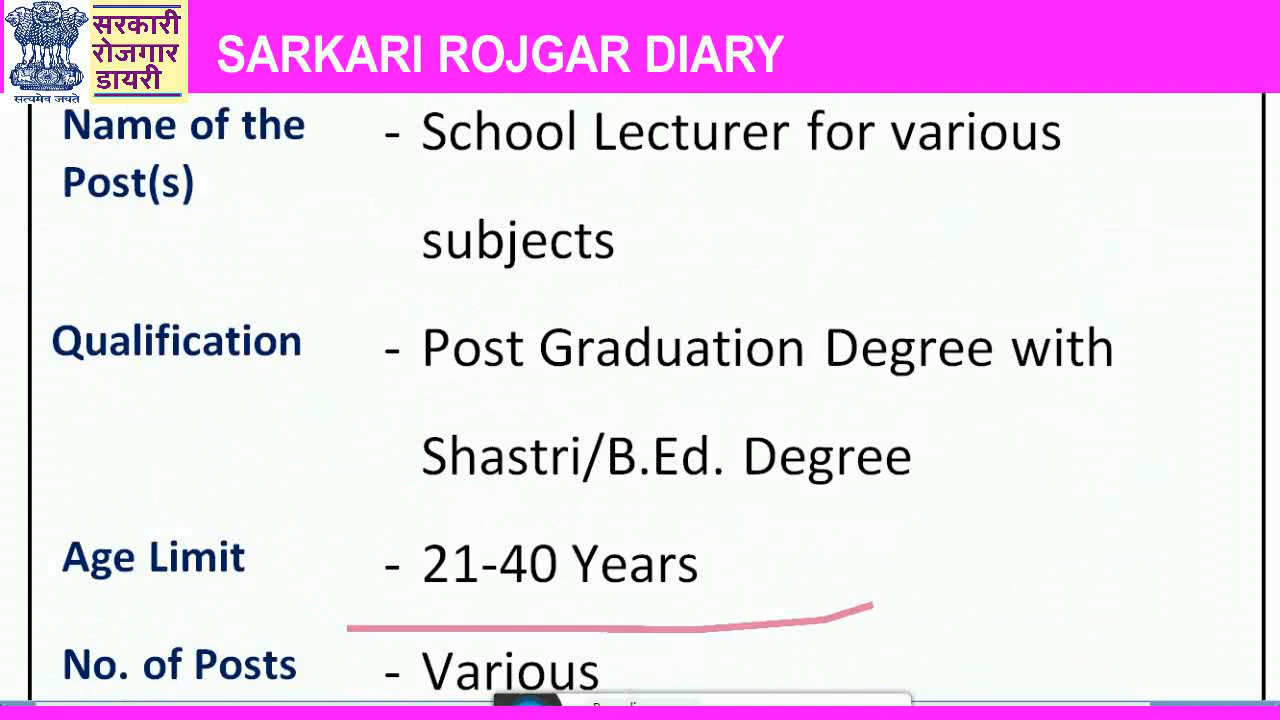 सरकारी
रोजगार
डायरी
सत्यमेव जयते
SARKARI ROJGAR DIARY
Name of the - School Lecturer for various
Post(s)
subjects
Qualification - Post Graduation Degree with
Shastri/B.Ed. Degree
Age Limit - 21-40 Years
No. of Posts - Various